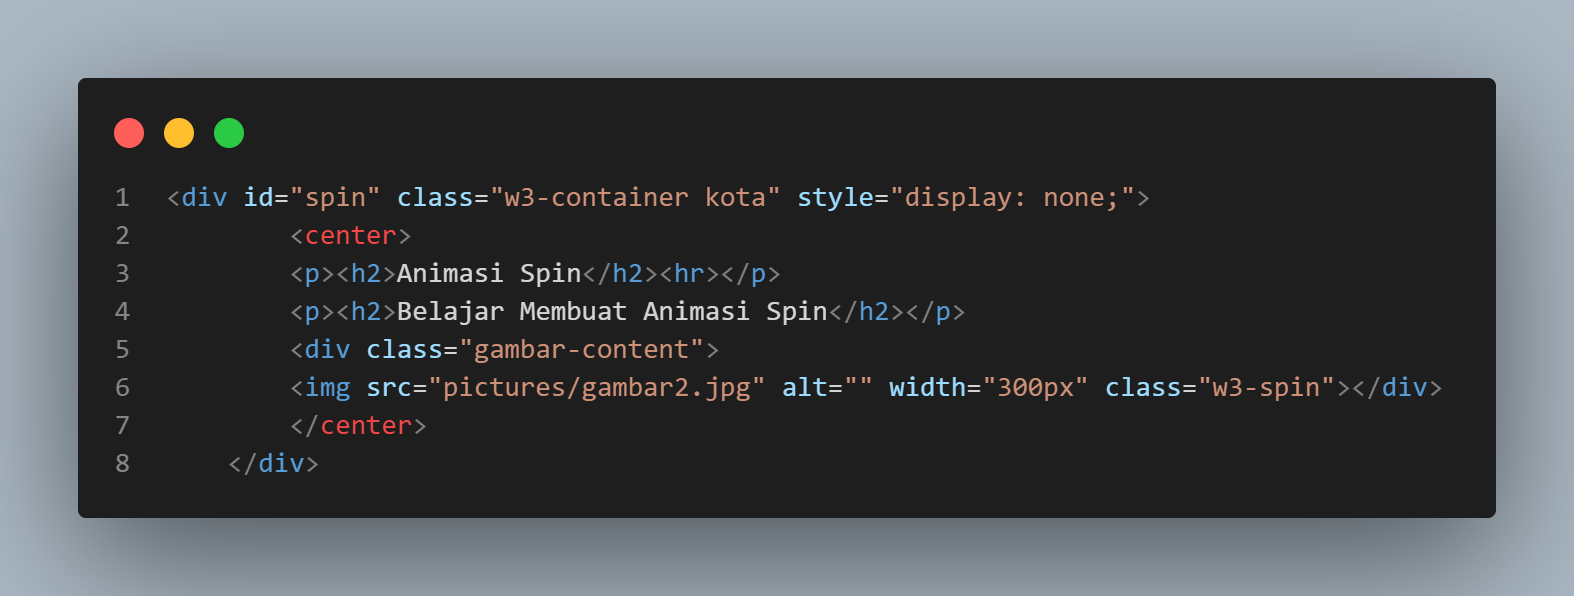 1 <div id="spin" class="w3-container kota" style="display: none;">
2         <center>
3         <p><h2>Animasi Spin</h2><hr></p>
4         <p><h2>Belajar Membuat Animasi Spin</h2></p>
5         <div class="gambar-content">
6         <img src="pictures/gambar2.jpg" alt="" width="300px" class="w3-spin"></div>
7         </center>
8     </div>